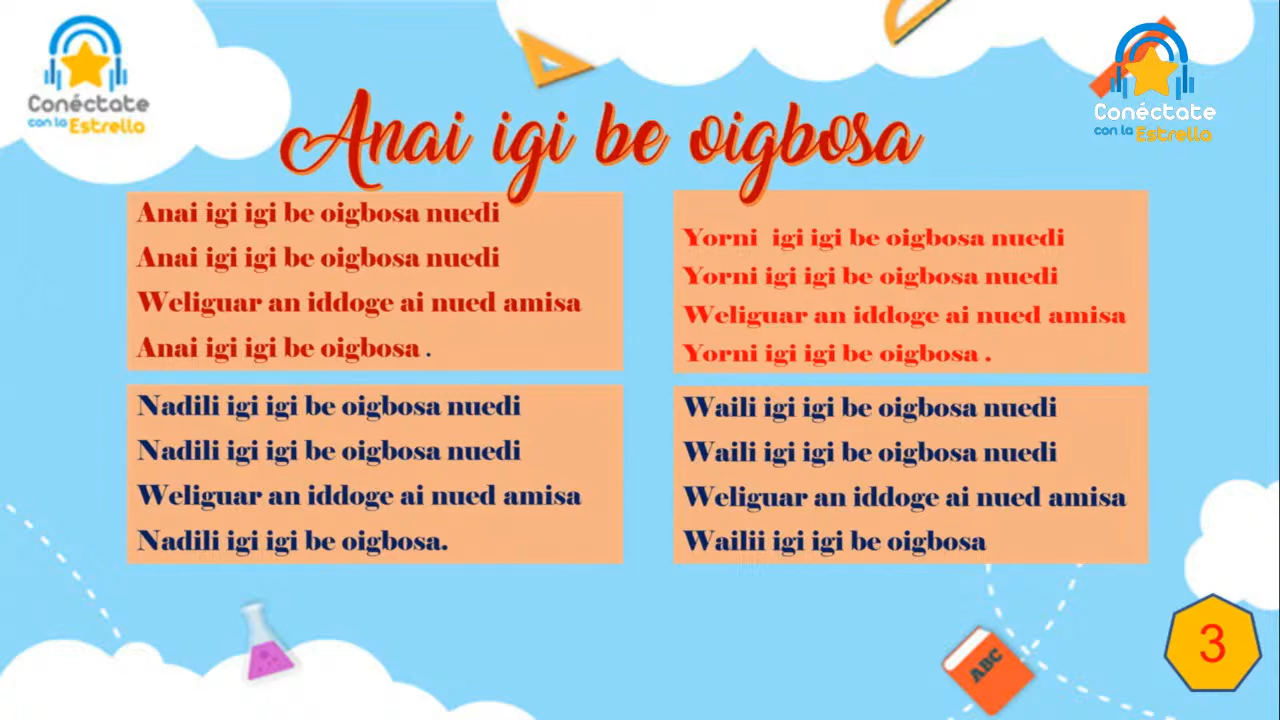 Conéctate
con la Estrella
Conéctate
con la Estrella
Anai igi be oigbosa
Anai igi igi be oigbosa nuedi
Anai igi igi be oigbosa nuedi
Weliguar an iddoge ai nued amisa
Anai igi igi be oigbosa .
Yorni igi igi be oigbosa nuedi
Yorni igi igi be oigbosa nuedi
Weliguar an iddoge ai nued amisa
Yorni igi igi be oigbosa .
Nadili igi igi be oigbosa nuedi
Nadili igi igi be oigbosa nuedi
Weliguar an iddoge ai nued amisa
Nadili igi igi be oigbosa.
Waili igi igi be oigbosa nuedi
Waili igi igi be oigbosa nuedi
Weliguar an iddoge ai nued amisa
Wailii igi igi be oigbosa
ABC
3